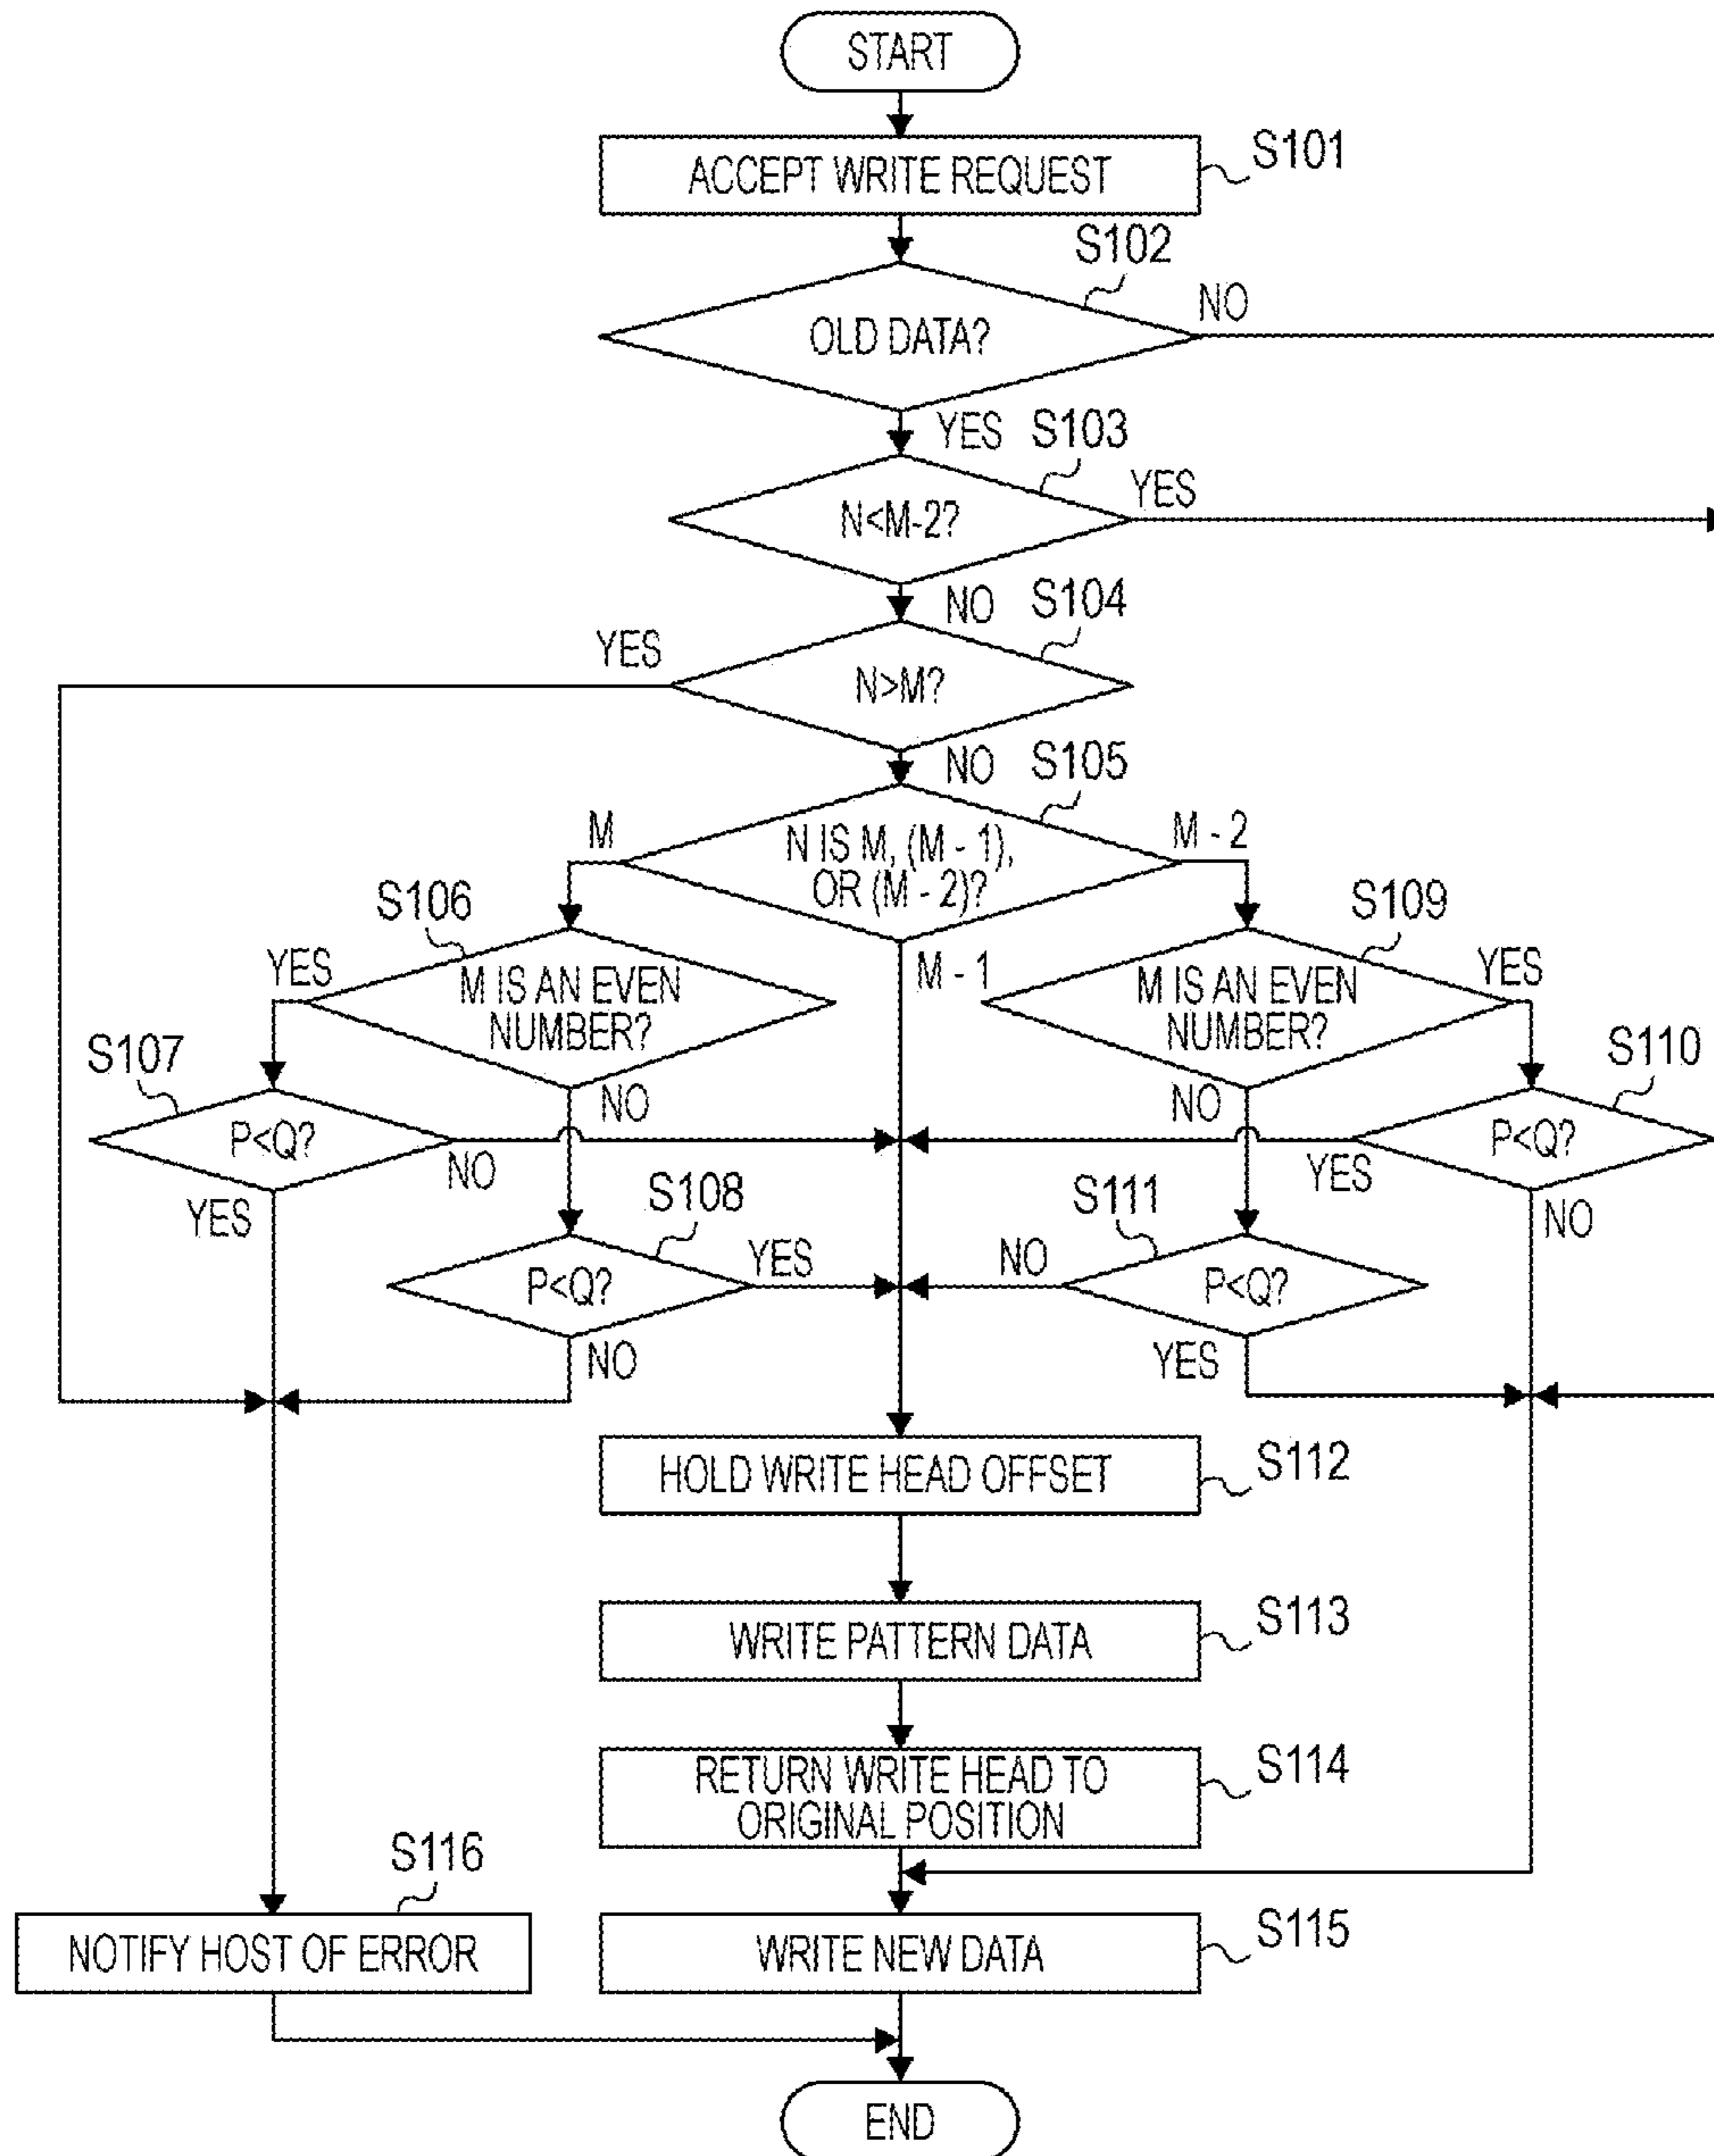 START
ACCEPT WRITE REQUEST
S101
S102
OLD DATA?
NO
YES
S103
N<M-2?
YES
NO
S104
YES
N>M?
NO
S105
M
N IS M, (M - 1),
OR (M - 2)?
M - 2
M - 1
S106
YES
M IS AN EVEN
NUMBER?
NO
S109
M IS AN EVEN
NUMBER?
YES
NO
S107
P<Q?
NO
YES
S110
P<Q?
YES
NO
S108
P<Q?
YES
NO
S111
NO
P<Q?
YES
HOLD WRITE HEAD OFFSET
S112
WRITE PATTERN DATA
S113
RETURN WRITE HEAD TO
ORIGINAL POSITION
S114
S116
NOTIFY HOST OF ERROR
WRITE NEW DATA
S115
END